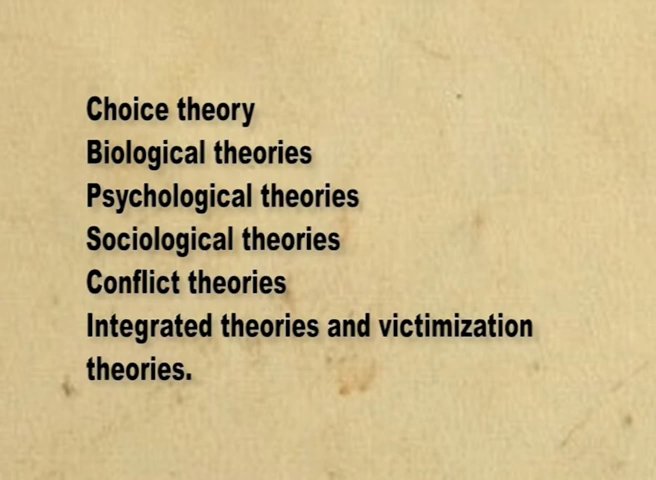 Choice theory
Biological theories
Psychological theories
Sociological theories
Conflict theories
Integrated theories and victimization
theories.